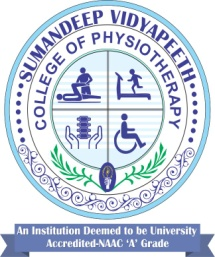 SUMANDEEP VIDYAPEETH
COLLEGE OF PHYSIOTHERAPY
An Institution Deemed to be University
Accredited-NAAC 'A' Grade